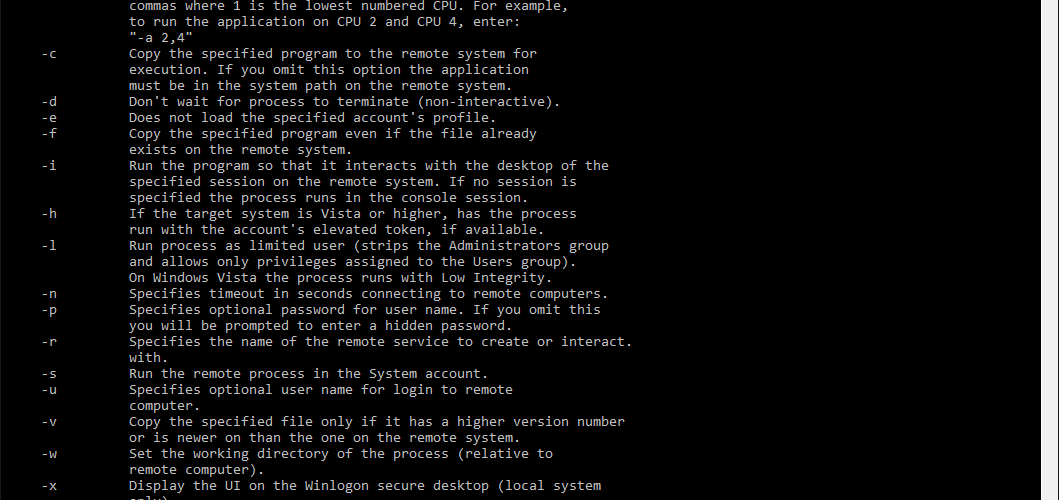 commas where 1 is the lowest numbered CPU. For example,
to run the application on CPU 2 and CPU 4, enter:
"-a 2,4"
-c Copy the specified program to the remote system for
execution. If you omit this option the application
must be in the system path on the remote system.
-d Don't wait for process to terminate (non-interactive).
-e Does not load the specified account's profile.
-f Copy the specified program even if the file already
exists on the remote system.
-i Run the program so that it interacts with the desktop of the
specified session on the remote system. If no session is
specified the process runs in the console session.
-h If the target system is Vista or higher, has the process
run with the account's elevated token, if available.
-l Run process as limited user (strips the Administrators group
and allows only privileges assigned to the Users group).
On Windows Vista the process runs with Low Integrity.
-n Specifies timeout in seconds connecting to remote computers.
-p Specifies optional password for user name. If you omit this
you will be prompted to enter a hidden password.
-r Specifies the name of the remote service to create or interact.
with.
-s Run the remote process in the System account.
-u Specifies optional user name for login to remote
computer.
-v Copy the specified file only if it has a higher version number
or is newer on than the one on the remote system.
-w Set the working directory of the process (relative to
remote computer).
-x Display the UI on the Winlogon secure desktop (local system